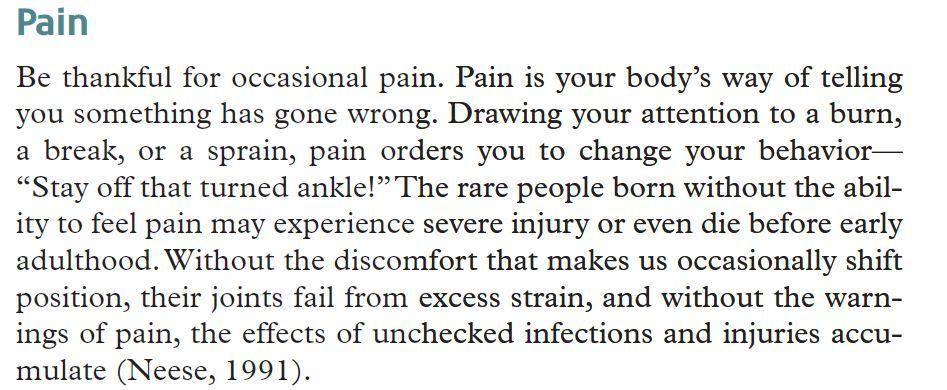 Pain
Be thankful for occasional pain. Pain is your body’s way of telling
you something has gone wrong. Drawing your attention to a burn,
a break, or a sprain, pain orders you to change your behavior—
“Stay off that turned ankle!” The rare people born without the abil-
ity to feel pain may experience severe injury or even die before early
adulthood. Without the discomfort that makes us occasionally shift
position, their joints fail from excess strain, and without the warn-
ings of pain, the effects of unchecked infections and injuries accu-
mulate (Neese, 1991).